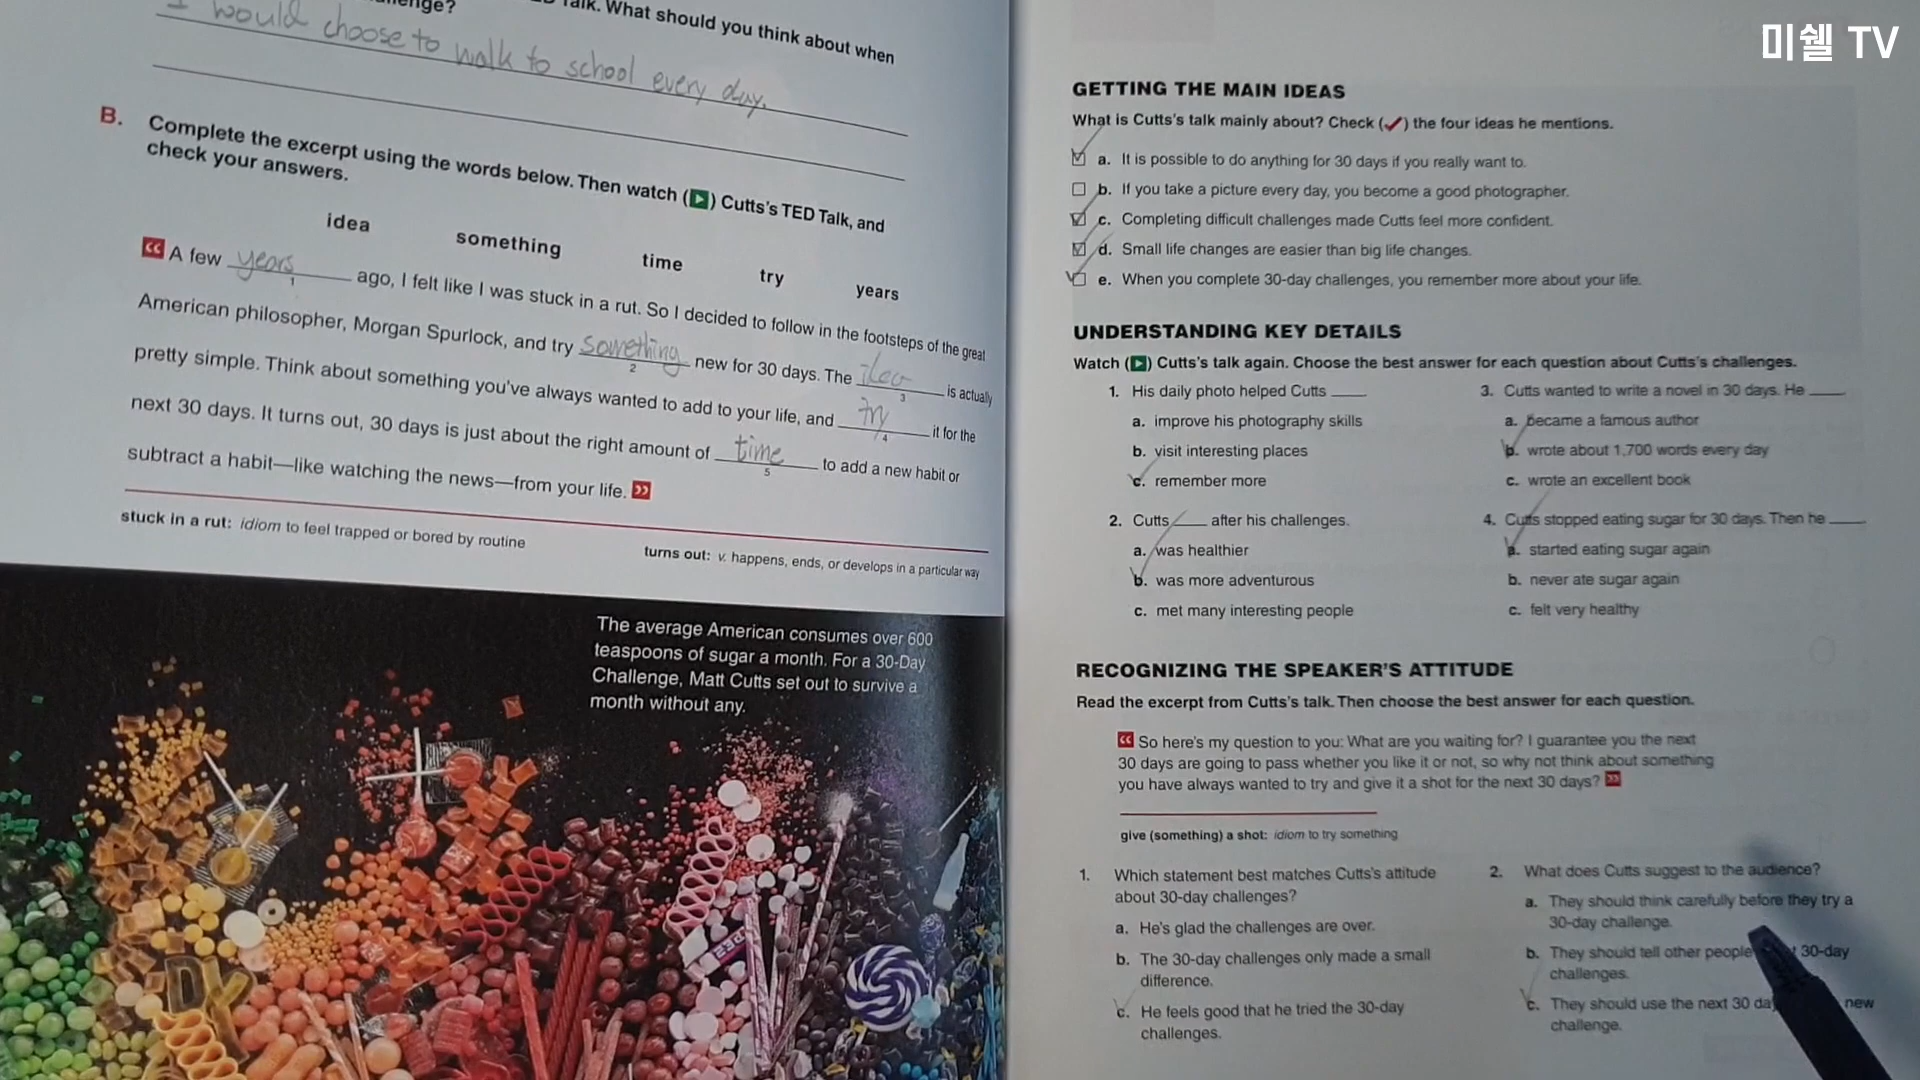 Talk. What should you think about when
I would choose to walk to school every day.
B. Complete the excerpt using the words below. Then watch ( ) Cutts's TED Talk, and
check your answers.
idea something time try years
A few years ago, I felt like I was stuck in a rut. So I decided to follow in the footsteps of the great
1
American philosopher, Morgan Spurlock, and try something new for 30 days. The idea is actually
2 3
pretty simple. Think about something you've always wanted to add to your life, and try it for the
4
next 30 days. It turns out, 30 days is just about the right amount of time to add a new habit or
5
subtract a habit—like watching the news—from your life.
stuck in a rut: idiom to feel trapped or bored by routine
turns out: v. happens, ends, or develops in a particular way
The average American consumes over 600
teaspoons of sugar a month. For a 30-Day
Challenge, Matt Cutts set out to survive a
month without any.
미쉘 TV
GETTING THE MAIN IDEAS
What is Cutts's talk mainly about? Check (✓) the four ideas he mentions.
a. It is possible to do anything for 30 days if you really want to.
b. If you take a picture every day, you become a good photographer.
c. Completing difficult challenges made Cutts feel more confident.
d. Small life changes are easier than big life changes.
e. When you complete 30-day challenges, you remember more about your life.
UNDERSTANDING KEY DETAILS
Watch ( ) Cutts's talk again. Choose the best answer for each question about Cutts's challenges.
1. His daily photo helped Cutts ____.
a. improve his photography skills
b. visit interesting places
c. remember more
2. Cutts ____ after his challenges.
a. was healthier
b. was more adventurous
c. met many interesting people
3. Cutts wanted to write a novel in 30 days. He ____.
a. became a famous author
b. wrote about 1,700 words every day
c. wrote an excellent book
4. Cutts stopped eating sugar for 30 days. Then he ____.
a. started eating sugar again
b. never ate sugar again
c. felt very healthy
RECOGNIZING THE SPEAKER'S ATTITUDE
Read the excerpt from Cutts's talk. Then choose the best answer for each question.
So here's my question to you: What are you waiting for? I guarantee you the next
30 days are going to pass whether you like it or not, so why not think about something
you have always wanted to try and give it a shot for the next 30 days?
give (something) a shot: idiom to try something
1. Which statement best matches Cutts's attitude
about 30-day challenges?
a. He's glad the challenges are over.
b. The 30-day challenges only made a small
difference.
c. He feels good that he tried the 30-day
challenges.
2. What does Cutts suggest to the audience?
a. They should think carefully before they try a
30-day challenge.
b. They should tell other people 30-day
challenges.
c. They should use the next 30 new
challenge.